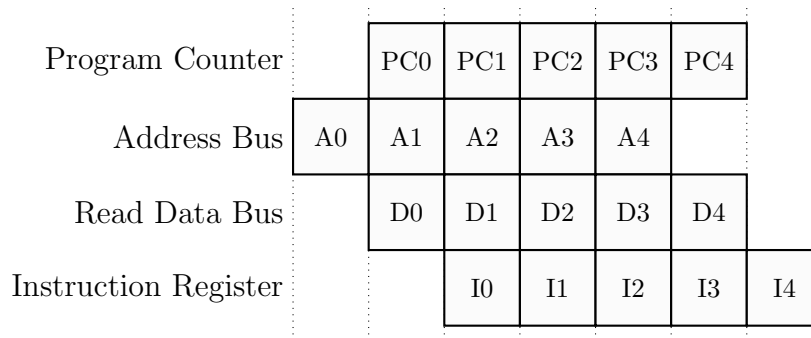 Program Counter PC0 PC1 PC2 PC3 PC4
Address Bus A0 A1 A2 A3 A4
Read Data Bus D0 D1 D2 D3 D4
Instruction Register I0 I1 I2 I3 I4